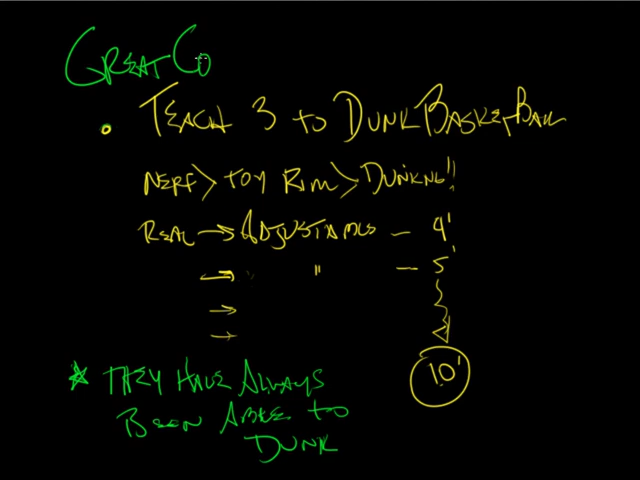 GREAT CO
• TEACH 3 to DUNK BASKETBALL
NERF > TOY RIM > DUNKING!!
REAL → ADJUSTABLE – 4'
→ " – 5'
→
→
10'
* THEY HAVE ALWAYS
BEEN ABLE to
DUNK